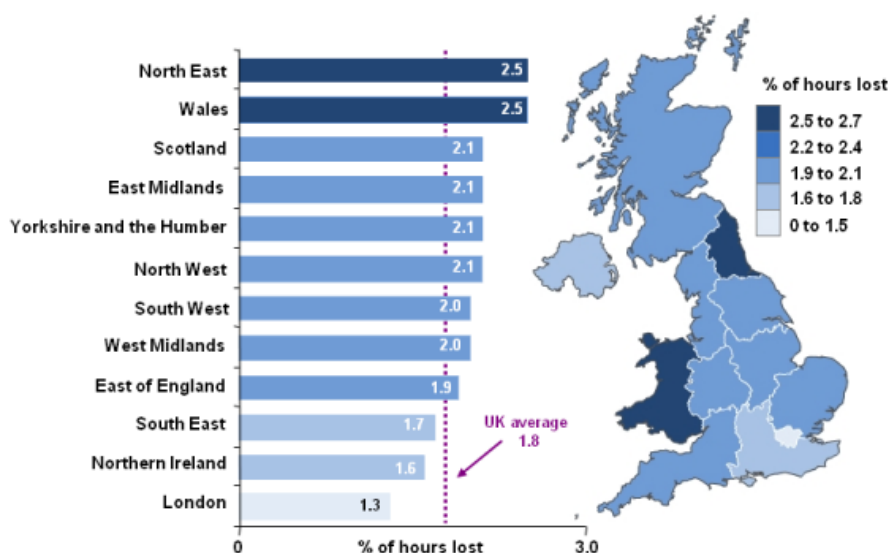 North East 2.5
Wales 2.5
Scotland 2.1
East Midlands 2.1
Yorkshire and the Humber 2.1
North West 2.1
South West 2.0
West Midlands 2.0
East of England 1.9
South East 1.7
Northern Ireland 1.6
London 1.3
UK average
1.8
0 % of hours lost 3.0
% of hours lost
2.5 to 2.7
2.2 to 2.4
1.9 to 2.1
1.6 to 1.8
0 to 1.5